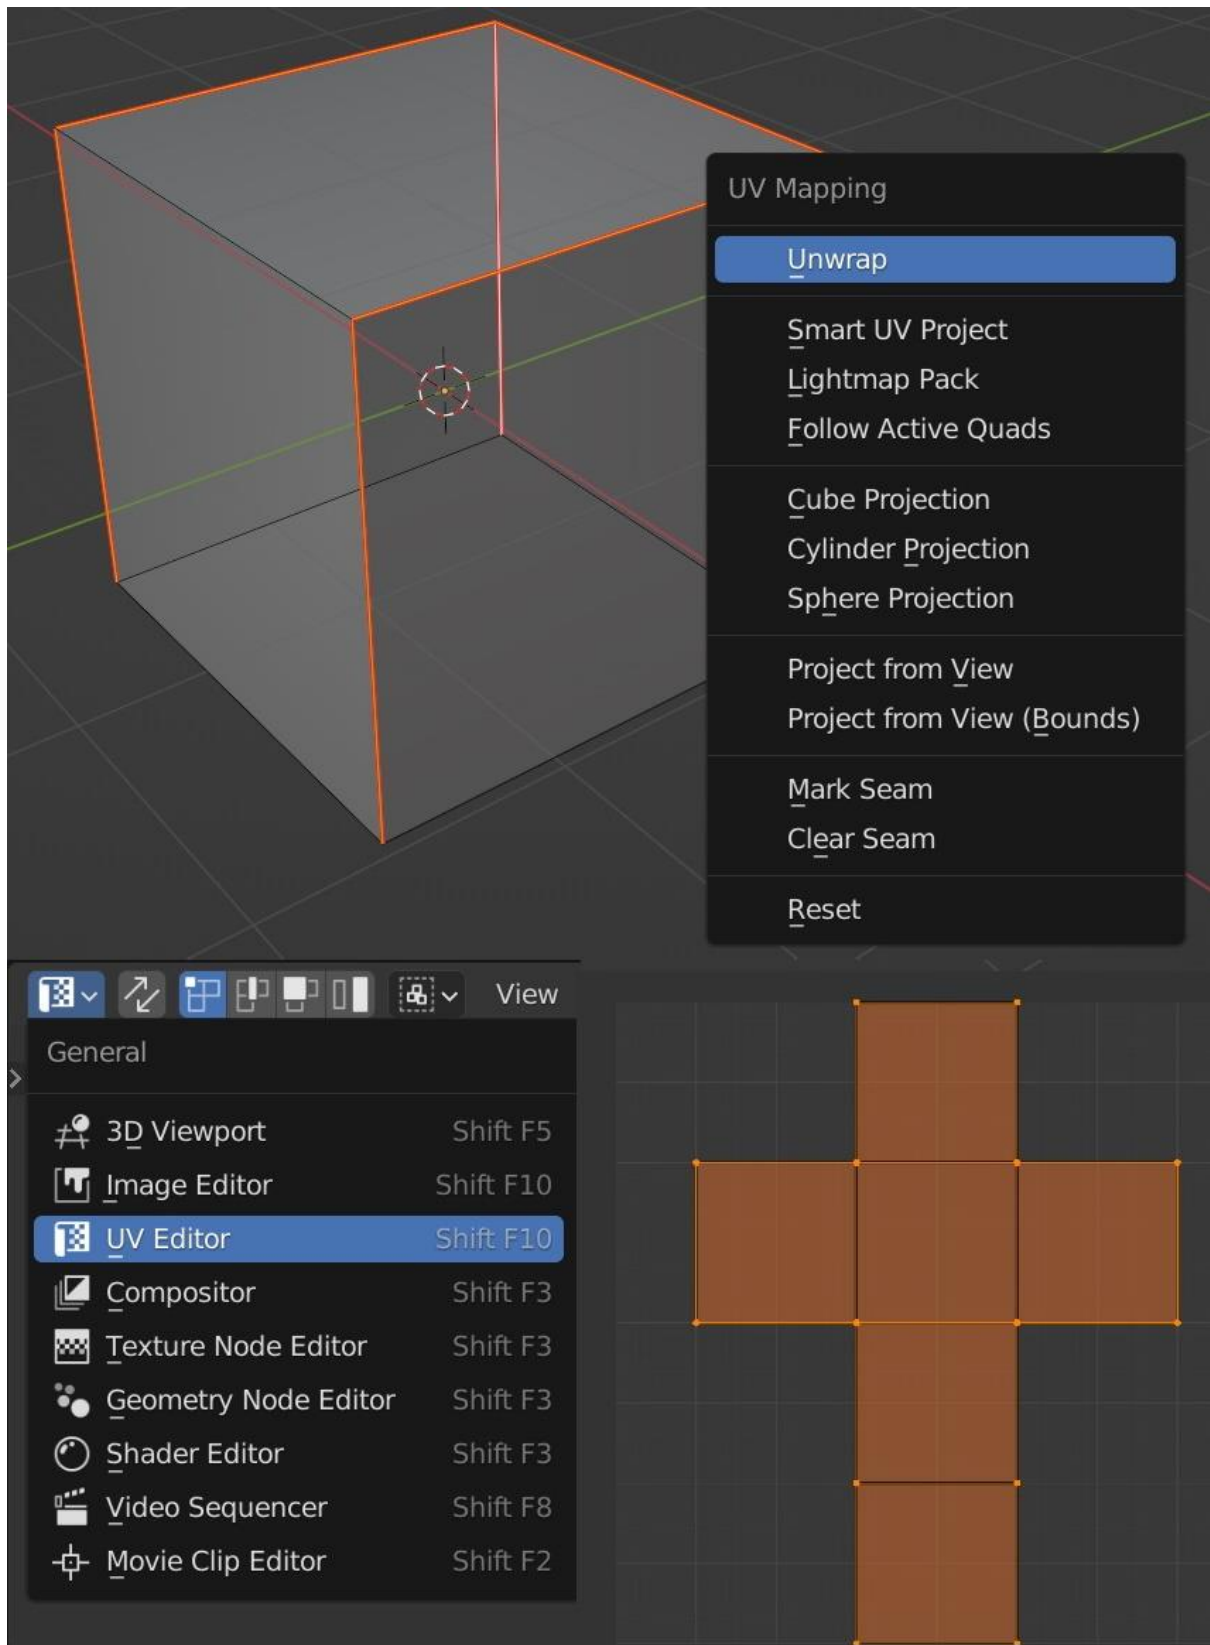 UV Mapping
Unwrap
Smart UV Project
Lightmap Pack
Follow Active Quads
Cube Projection
Cylinder Projection
Sphere Projection
Project from View
Project from View (Bounds)
Mark Seam
Clear Seam
Reset
View
General
3D Viewport Shift F5
Image Editor Shift F10
UV Editor Shift F10
Compositor Shift F3
Texture Node Editor Shift F3
Geometry Node Editor Shift F3
Shader Editor Shift F3
Video Sequencer Shift F8
Movie Clip Editor Shift F2